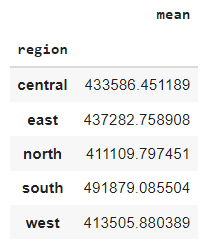 mean
region
central 433586.451189
east 437282.758908
north 411109.797451
south 491879.085504
west 413505.880389